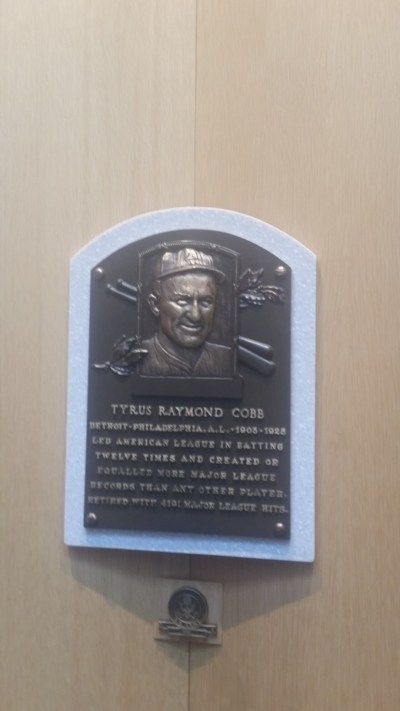 TYRUS RAYMOND COBB
DETROIT-PHILADELPHIA, A.L.-1905-1928
LED AMERICAN LEAGUE IN BATTING
TWELVE TIMES AND CREATED OR
EQUALLED MORE MAJOR LEAGUE
RECORDS THAN ANY OTHER PLAYER.
RETIRED WITH 4191 MAJOR LEAGUE HITS.